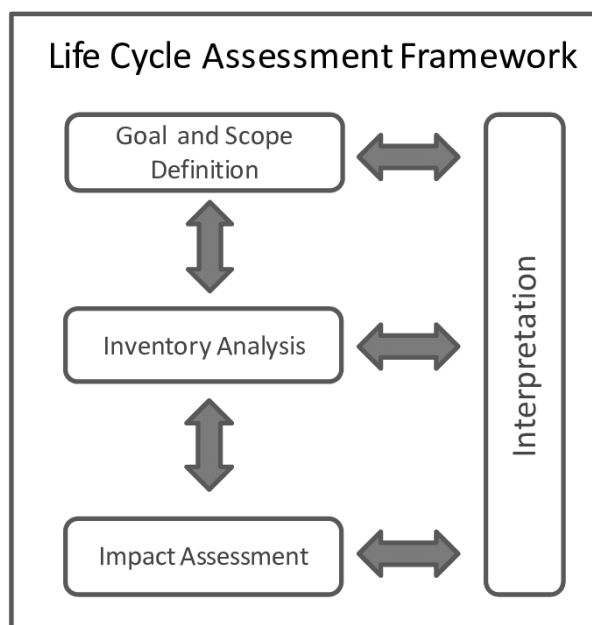 Life Cycle Assessment Framework
Goal and Scope
Definition
Inventory Analysis
Impact Assessment
Interpretation